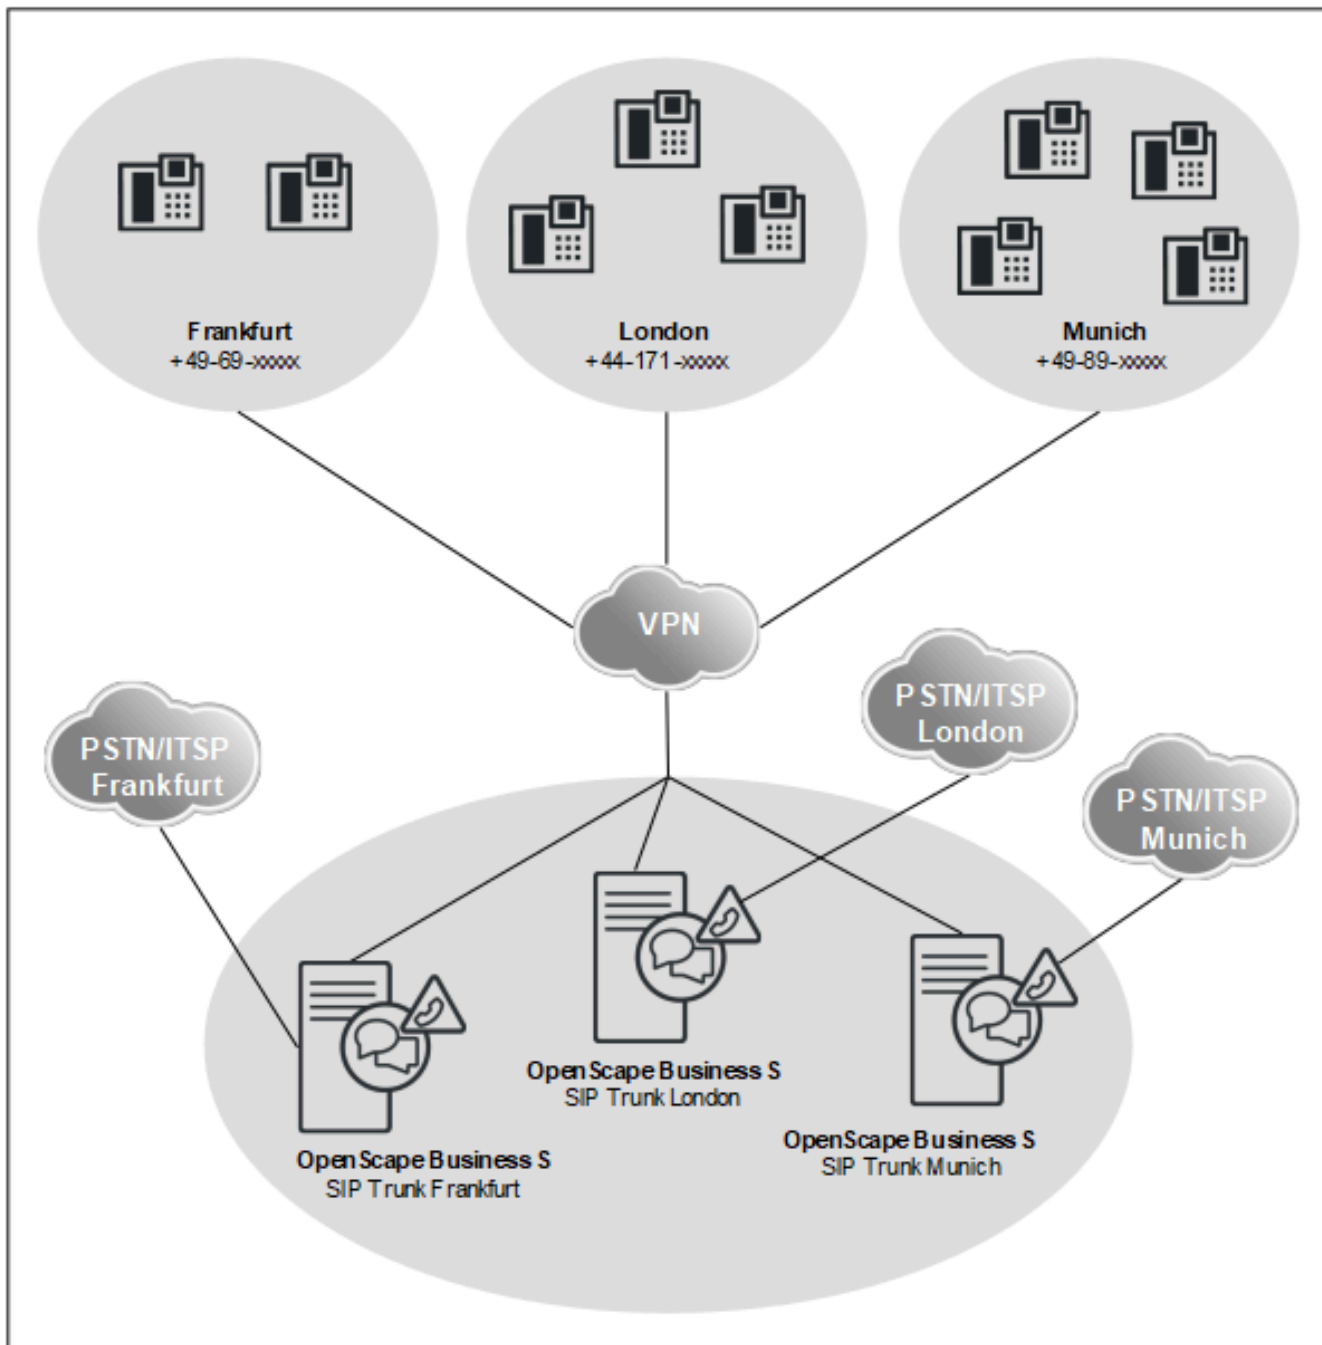 Frankfurt
+49-69-xxxxx
London
+44-171-xxxxx
Munich
+49-89-xxxxx
VPN
PSTN/ITSP
London
PSTN/ITSP
Frankfurt
PSTN/ITSP
Munich
OpenScape Business S
SIP Trunk London
OpenScape Business S
SIP Trunk Munich
OpenScape Business S
SIP Trunk Frankfurt